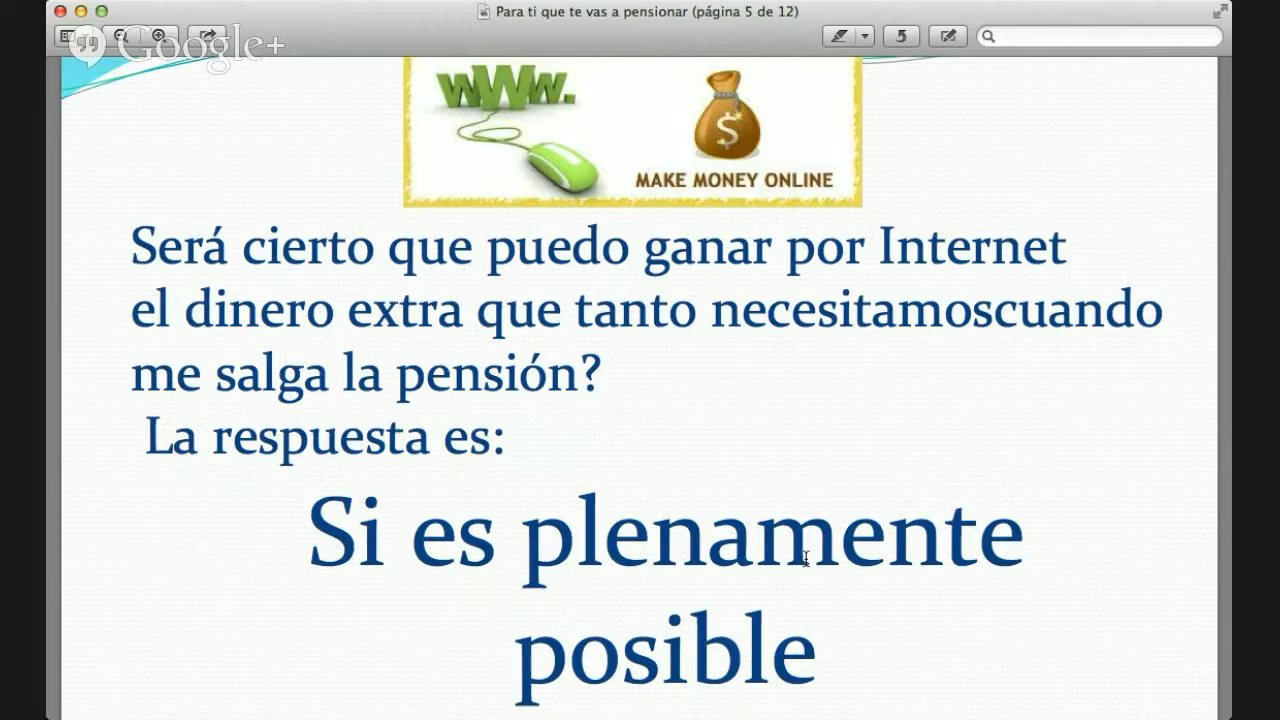 Para ti que te vas a pensionar (página 5 de 12)
Google+
5
www.
$
MAKE MONEY ONLINE
Será cierto que puedo ganar por Internet
el dinero extra que tanto necesitamoscuando
me salga la pensión?
La respuesta es:
Si es plenamente
posible